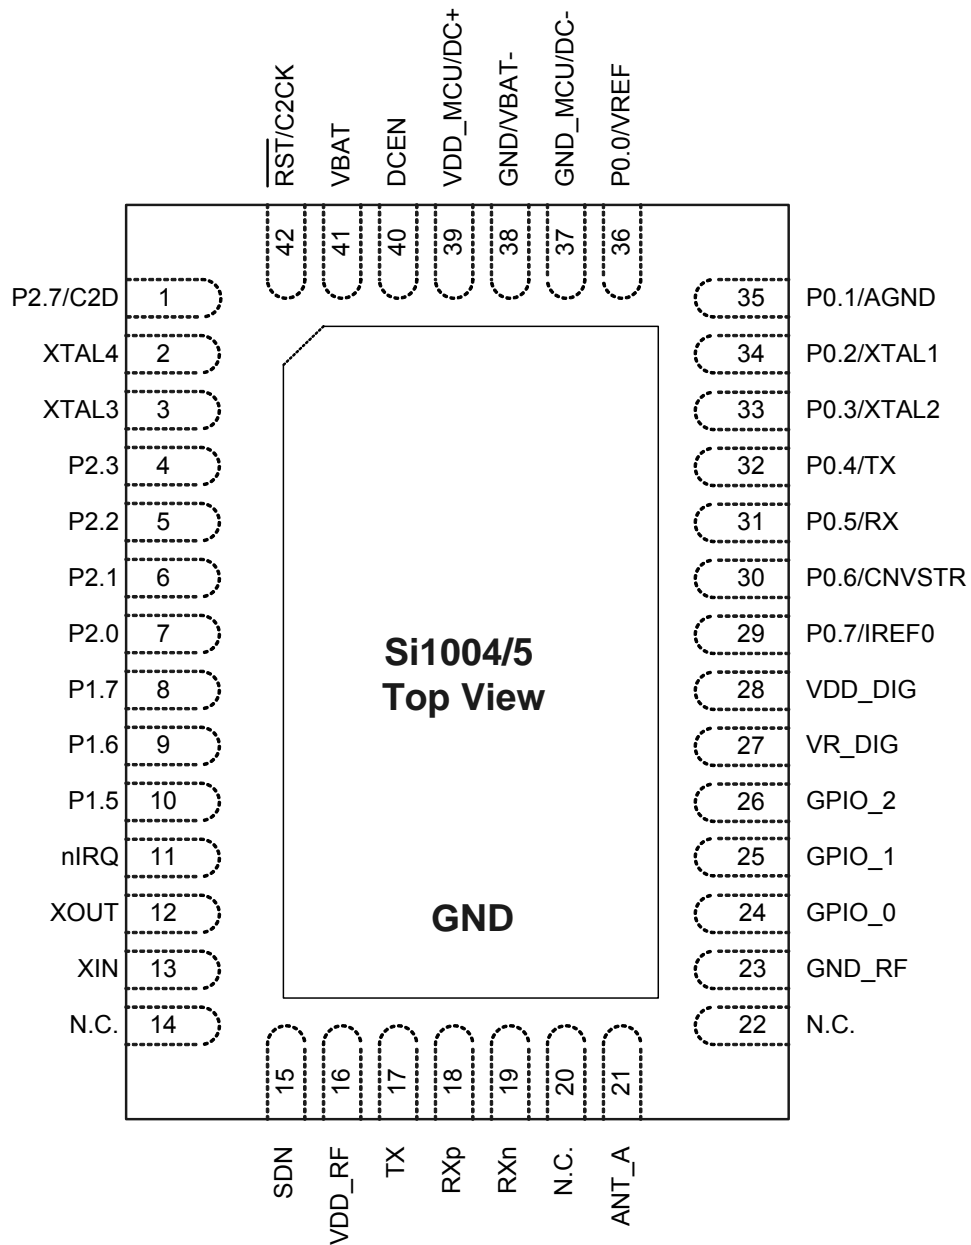 R̅S̅T̅/C2CK
VBAT
DCEN
VDD_MCU/DC+
GND/VBAT-
GND_MCU/DC-
P0.0/VREF
42
41
40
39
38
37
36
P2.7/C2D 1
XTAL4 2
XTAL3 3
P2.3 4
P2.2 5
P2.1 6
P2.0 7
P1.7 8
P1.6 9
P1.5 10
nIRQ 11
XOUT 12
XIN 13
N.C. 14
35 P0.1/AGND
34 P0.2/XTAL1
33 P0.3/XTAL2
32 P0.4/TX
31 P0.5/RX
30 P0.6/CNVSTR
29 P0.7/IREF0
28 VDD_DIG
27 VR_DIG
26 GPIO_2
25 GPIO_1
24 GPIO_0
23 GND_RF
22 N.C.
Si1004/5
Top View
GND
15
16
17
18
19
20
21
SDN
VDD_RF
TX
RXp
RXn
N.C.
ANT_A